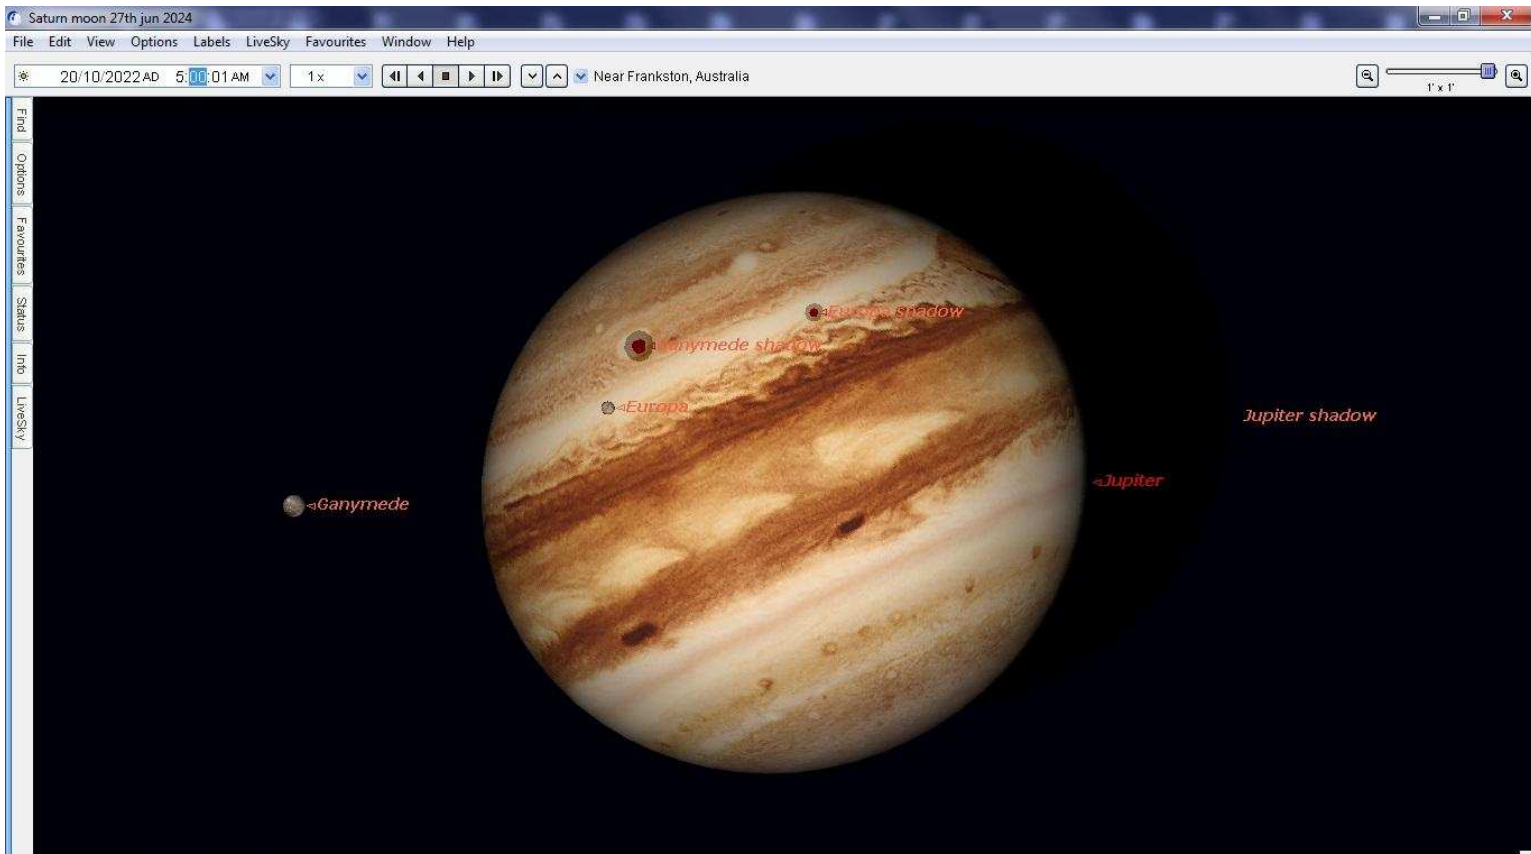 Saturn moon 27th jun 2024
File Edit View Options Labels LiveSky Favourites Window Help
20/10/2022 AD 5:00:01 AM 1 x Near Frankston, Australia
1' x 1'
Find
Options
Favourites
Status
Info
LiveSky
Europa shadow
Ganymede shadow
Europa
Jupiter shadow
Jupiter
Ganymede